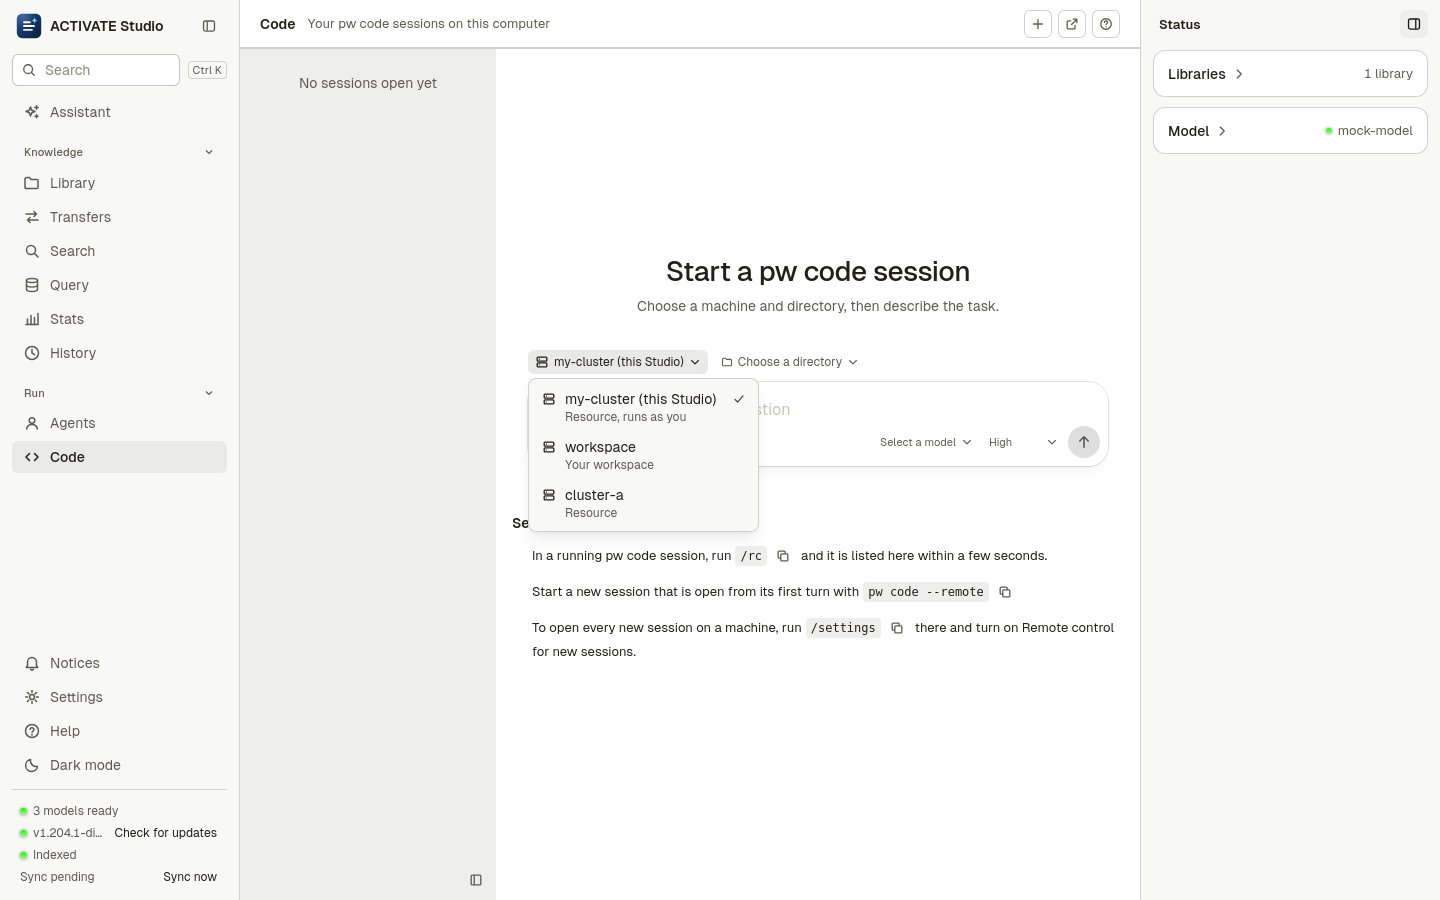 ACTIVATE Studio
Search
Ctrl K
Assistant
Knowledge
Library
Transfers
Search
Query
Stats
History
Run
Agents
Code
Notices
Settings
Help
Dark mode
3 models ready
v1.204.1-di... Check for updates
Indexed
Sync pending Sync now
Code Your pw code sessions on this computer
No sessions open yet
Start a pw code session
Choose a machine and directory, then describe the task.
my-cluster (this Studio) Choose a directory
my-cluster (this Studio)
Resource, runs as you
workspace
Your workspace
cluster-a
Resource
Select a model High
In a running pw code session, run /rc and it is listed here within a few seconds.
Start a new session that is open from its first turn with pw code --remote
To open every new session on a machine, run /settings there and turn on Remote control
for new sessions.
Status
Libraries 1 library
Model mock-model